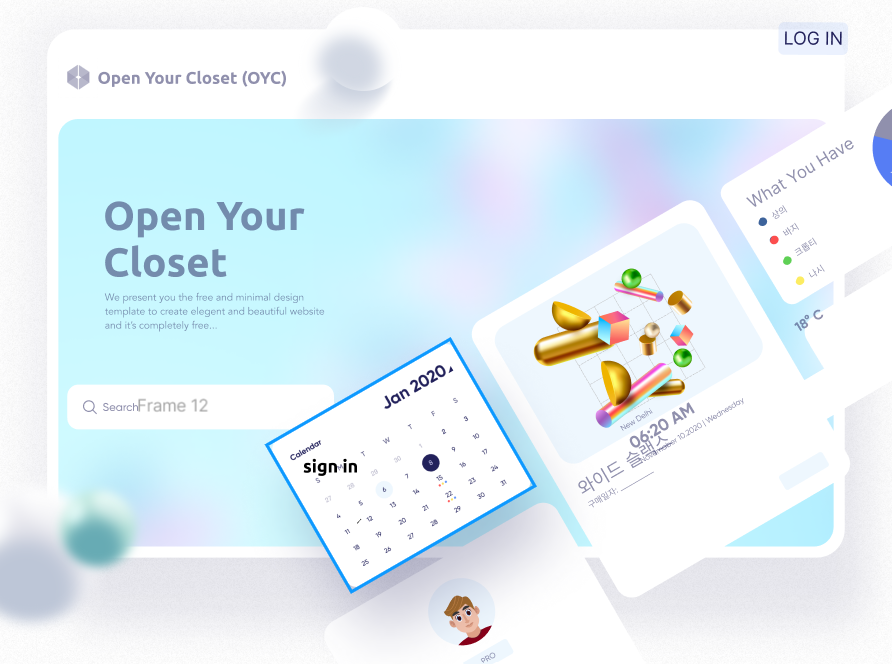 LOG IN
Open Your Closet (OYC)
Open Your
Closet
We present you the free and minimal design
template to create elegent and beautiful website
and it's completely free...
Search
Frame 12
What You Have
상의
바지
크롭티
나시
18° C
Jan 2020
Calendar
sign in
T W T F S
27 28 29 30 1 2 3
4 5 6 8 9 10
11 12 13 14 15 16 17
18 19 20 21 22 23 24
25 26 27 28 29 30 31
New Delhi
06:20 AM
10,2020 | Wednesday
와이드 슬랙스
구매일자:
PRO